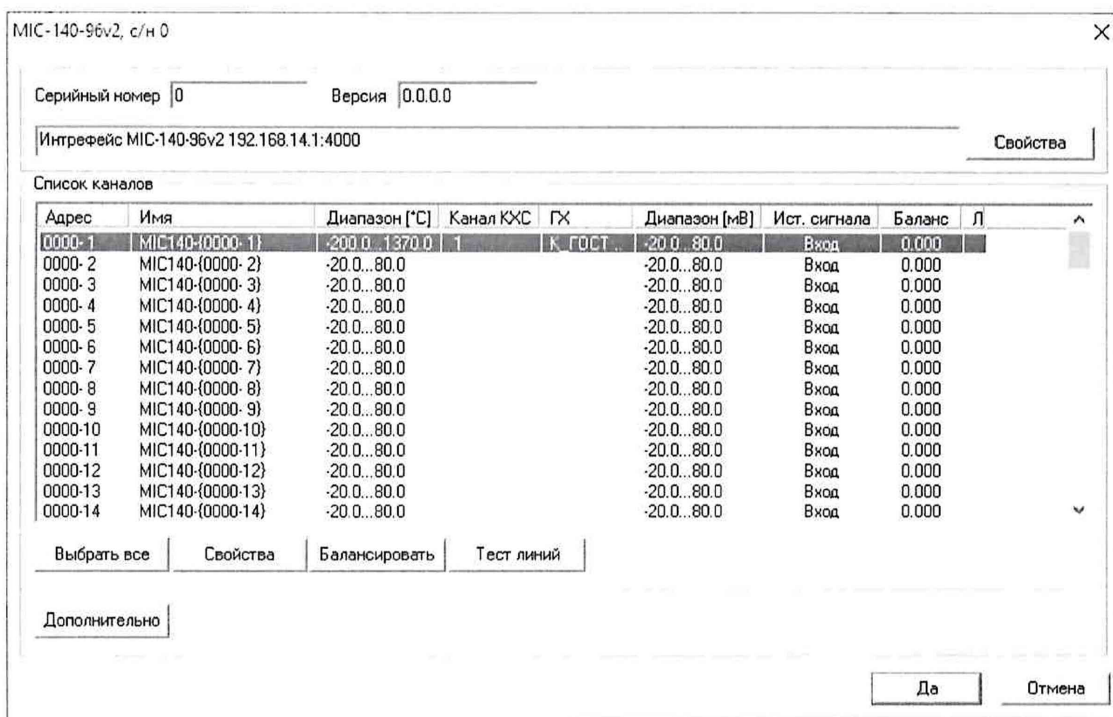 MIC-140-96v2, с/н 0
Серийный номер 0 Версия 0.0.0.0
Интрефейс MIC-140-96v2 192.168.14.1:4000 Свойства
Список каналов
Адрес Имя Диапазон [°C] Канал КХС ГХ Диапазон [мВ] Ист. сигнала Баланс Л
0000- 1 MIC140-{0000- 1} -200.0...1370.0 1 К_ГОСТ... -20.0...80.0 Вход 0.000
0000- 2 MIC140-{0000- 2} -20.0...80.0 -20.0...80.0 Вход 0.000
0000- 3 MIC140-{0000- 3} -20.0...80.0 -20.0...80.0 Вход 0.000
0000- 4 MIC140-{0000- 4} -20.0...80.0 -20.0...80.0 Вход 0.000
0000- 5 MIC140-{0000- 5} -20.0...80.0 -20.0...80.0 Вход 0.000
0000- 6 MIC140-{0000- 6} -20.0...80.0 -20.0...80.0 Вход 0.000
0000- 7 MIC140-{0000- 7} -20.0...80.0 -20.0...80.0 Вход 0.000
0000- 8 MIC140-{0000- 8} -20.0...80.0 -20.0...80.0 Вход 0.000
0000- 9 MIC140-{0000- 9} -20.0...80.0 -20.0...80.0 Вход 0.000
0000-10 MIC140-{0000-10} -20.0...80.0 -20.0...80.0 Вход 0.000
0000-11 MIC140-{0000-11} -20.0...80.0 -20.0...80.0 Вход 0.000
0000-12 MIC140-{0000-12} -20.0...80.0 -20.0...80.0 Вход 0.000
0000-13 MIC140-{0000-13} -20.0...80.0 -20.0...80.0 Вход 0.000
0000-14 MIC140-{0000-14} -20.0...80.0 -20.0...80.0 Вход 0.000
Выбрать все Свойства Балансировать Тест линий
Дополнительно
Да Отмена